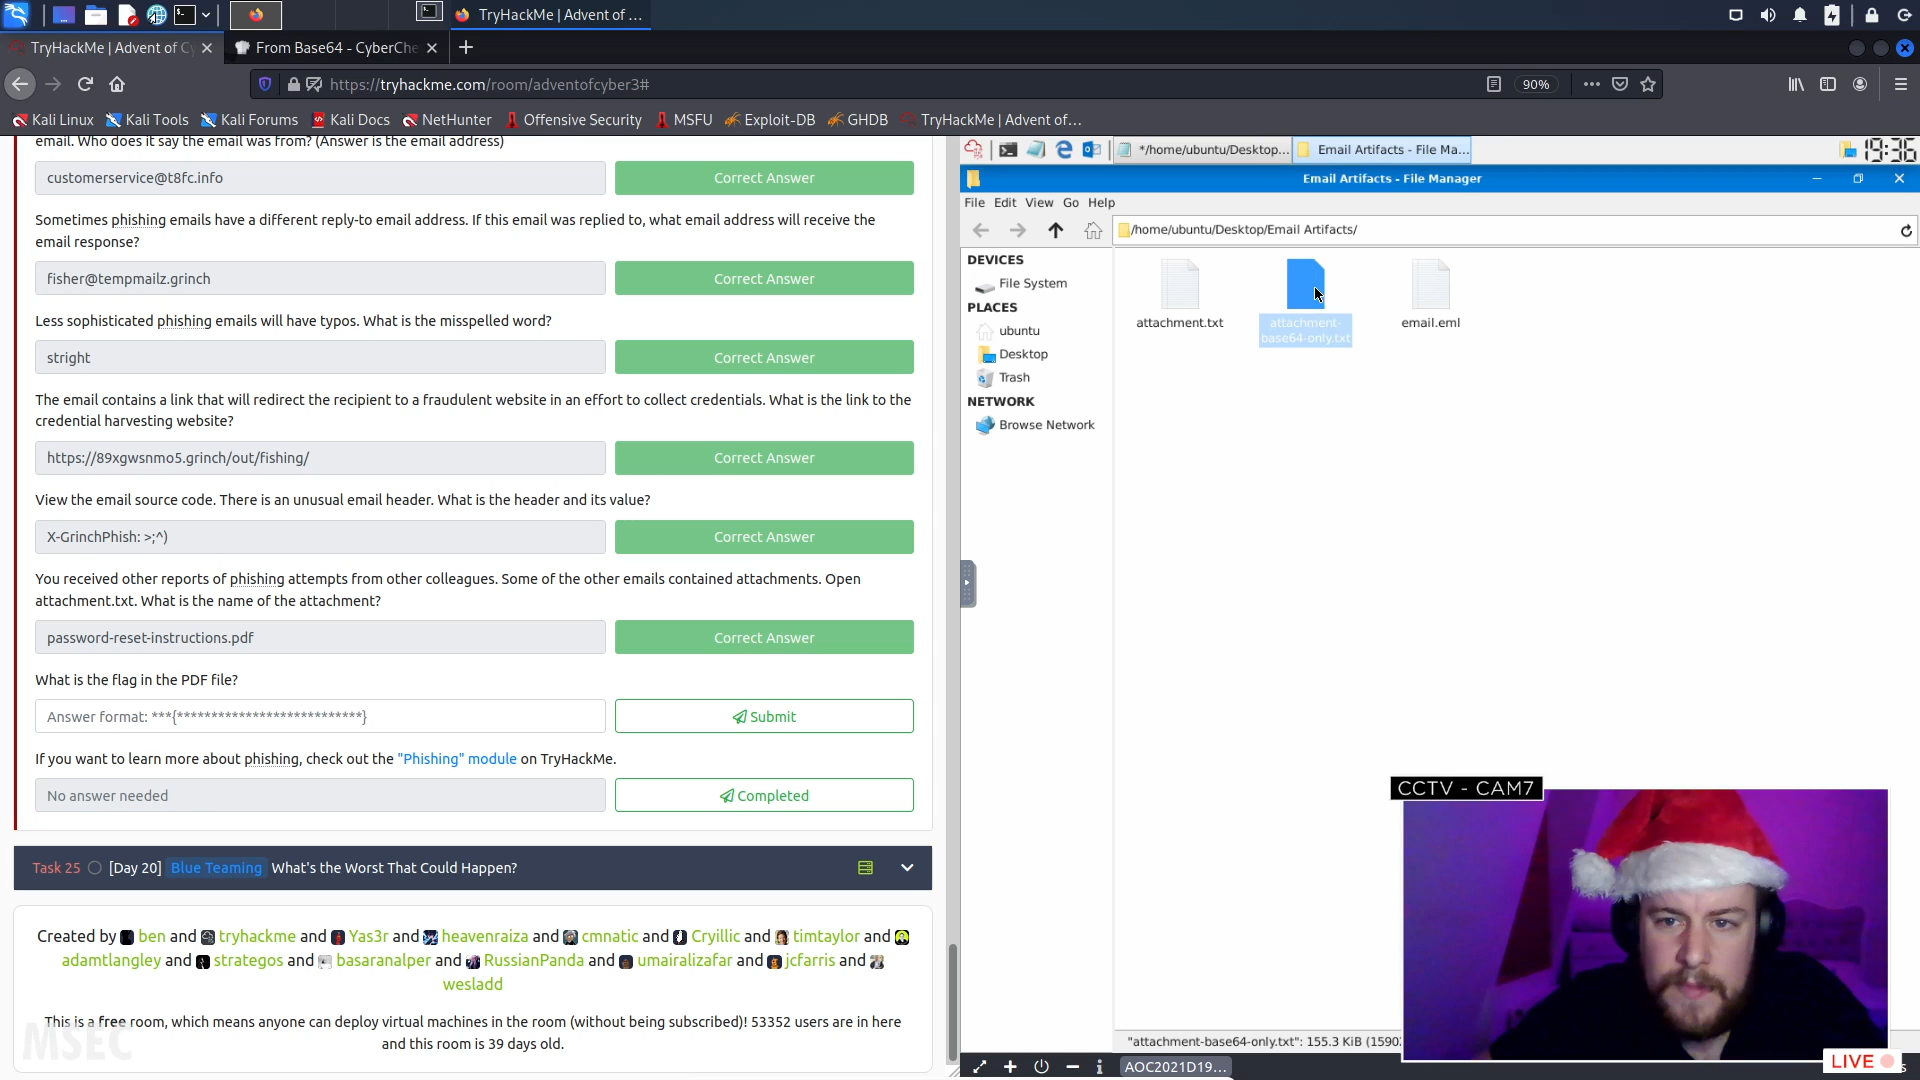 TryHackMe | Advent of ...
TryHackMe | Advent of Cy
From Base64 - CyberChe
https://tryhackme.com/room/adventofcyber3#
90%
Kali Linux
Kali Tools
Kali Forums
Kali Docs
NetHunter
Offensive Security
MSFU
Exploit-DB
GHDB
TryHackMe | Advent of...
email. Who does it say the email was from? (Answer is the email address)
customerservice@t8fc.info
Correct Answer
Sometimes phishing emails have a different reply-to email address. If this email was replied to, what email address will receive the
email response?
fisher@tempmailz.grinch
Correct Answer
Less sophisticated phishing emails will have typos. What is the misspelled word?
stright
Correct Answer
The email contains a link that will redirect the recipient to a fraudulent website in an effort to collect credentials. What is the link to the
credential harvesting website?
https://89xgwsnmo5.grinch/out/fishing/
Correct Answer
View the email source code. There is an unusual email header. What is the header and its value?
X-GrinchPhish: >;^)
Correct Answer
You received other reports of phishing attempts from other colleagues. Some of the other emails contained attachments. Open
attachment.txt. What is the name of the attachment?
password-reset-instructions.pdf
Correct Answer
What is the flag in the PDF file?
Answer format: ***{***************************}
Submit
If you want to learn more about phishing, check out the "Phishing" module on TryHackMe.
No answer needed
Completed
Task 25 [Day 20] Blue Teaming What's the Worst That Could Happen?
Created by ben and tryhackme and Yas3r and heavenraiza and cmnatic and Cryillic and timtaylor and
adamtlangley and strategos and basaranalper and RussianPanda and umairalizafar and jcfarris and
wesladd
This is a free room, which means anyone can deploy virtual machines in the room (without being subscribed)! 53352 users are in here
and this room is 39 days old.
MSEC
*/home/ubuntu/Desktop...
Email Artifacts - File Ma...
19:36
Email Artifacts - File Manager
File Edit View Go Help
/home/ubuntu/Desktop/Email Artifacts/
DEVICES
File System
PLACES
ubuntu
Desktop
Trash
NETWORK
Browse Network
attachment.txt
attachment-
base64-only.txt
email.eml
"attachment-base64-only.txt": 155.3 KiB (1590
AOC2021D19...
CCTV - CAM7
LIVE